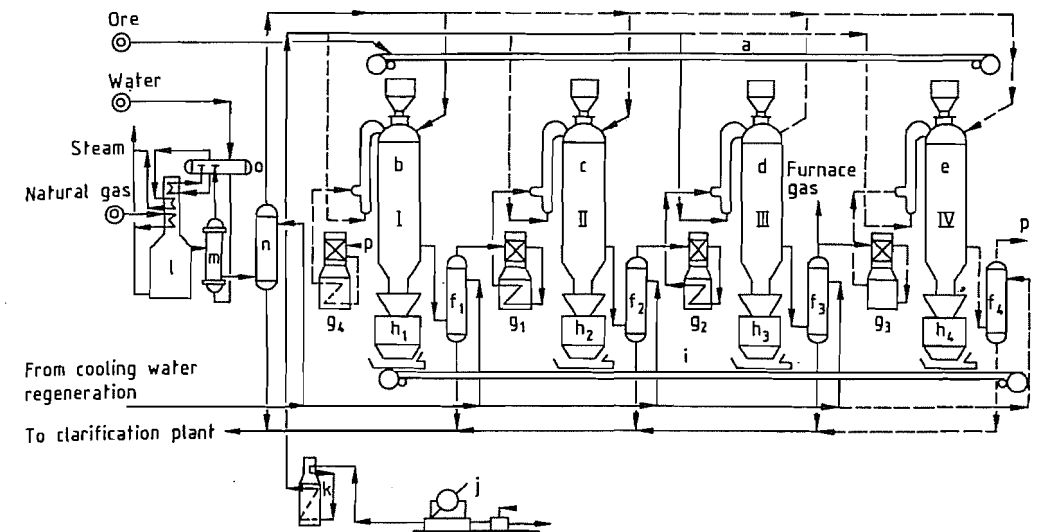 Ore
a
Water
Steam
o
Natural gas
Furnace
gas
b
c
d
e
I
II
III
IV
n
p
p
l
m
f1
f2
f3
f4
g4
g1
g2
g3
h1
h2
h3
h4
i
From cooling water
regeneration
To clarification plant
k
j